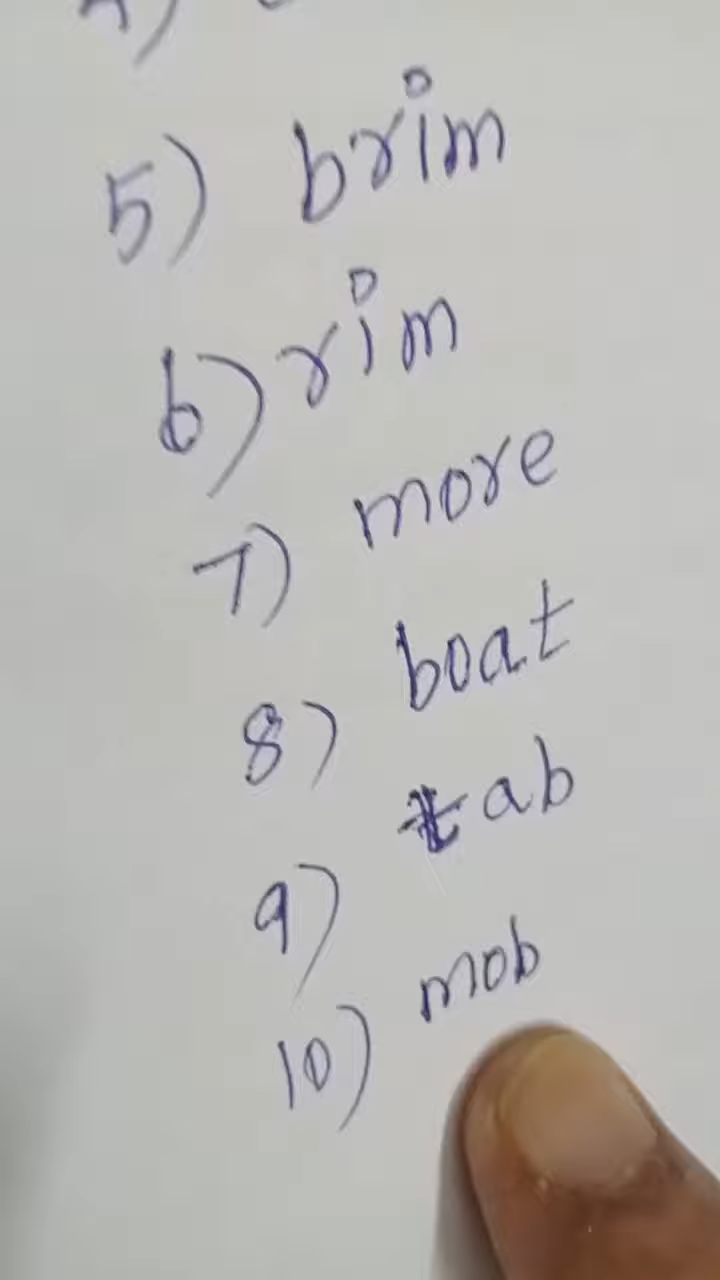 5) brim
6) rim
7) more
8) boat
9) tab
10) mob